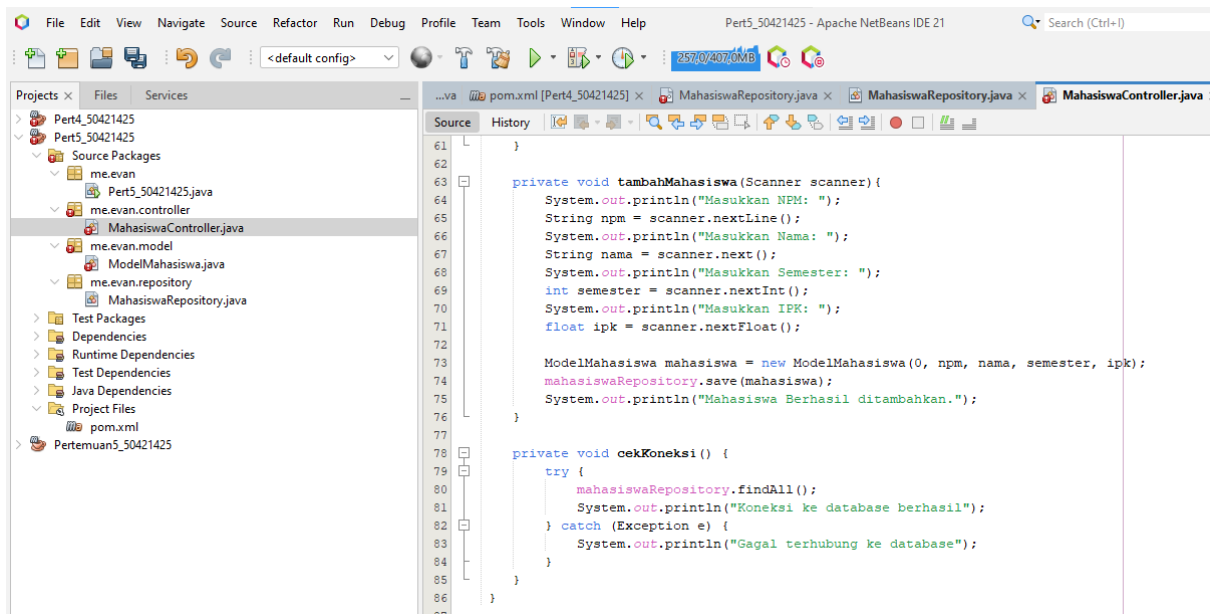 File Edit View Navigate Source Refactor Run Debug Profile Team Tools Window Help Pert5_50421425 - Apache NetBeans IDE 21 Search (Ctrl+I)
<default config> 257,0/407,0MB
Projects Files Services
Pert4_50421425
Pert5_50421425
Source Packages
me.evan
Pert5_50421425.java
me.evan.controller
MahasiswaController.java
me.evan.model
ModelMahasiswa.java
me.evan.repository
MahasiswaRepository.java
Test Packages
Dependencies
Runtime Dependencies
Test Dependencies
Java Dependencies
Project Files
pom.xml
Pertemuan5_50421425
...va pom.xml [Pert4_50421425] MahasiswaRepository.java MahasiswaRepository.java MahasiswaController.java
Source History
61 }
62
63 private void tambahMahasiswa(Scanner scanner){
64 System.out.println("Masukkan NPM: ");
65 String npm = scanner.nextLine();
66 System.out.println("Masukkan Nama: ");
67 String nama = scanner.next();
68 System.out.println("Masukkan Semester: ");
69 int semester = scanner.nextInt();
70 System.out.println("Masukkan IPK: ");
71 float ipk = scanner.nextFloat();
72
73 ModelMahasiswa mahasiswa = new ModelMahasiswa(0, npm, nama, semester, ipk);
74 mahasiswaRepository.save(mahasiswa);
75 System.out.println("Mahasiswa Berhasil ditambahkan.");
76 }
77
78 private void cekKoneksi() {
79 try {
80 mahasiswaRepository.findAll();
81 System.out.println("Koneksi ke database berhasil");
82 } catch (Exception e) {
83 System.out.println("Gagal terhubung ke database");
84 }
85 }
86 }